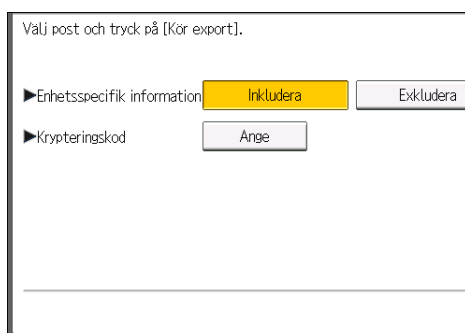 Välj post och tryck på [Kör export].
▶Enhetsspecifik information Inkludera Exkludera
▶Krypteringskod Ange